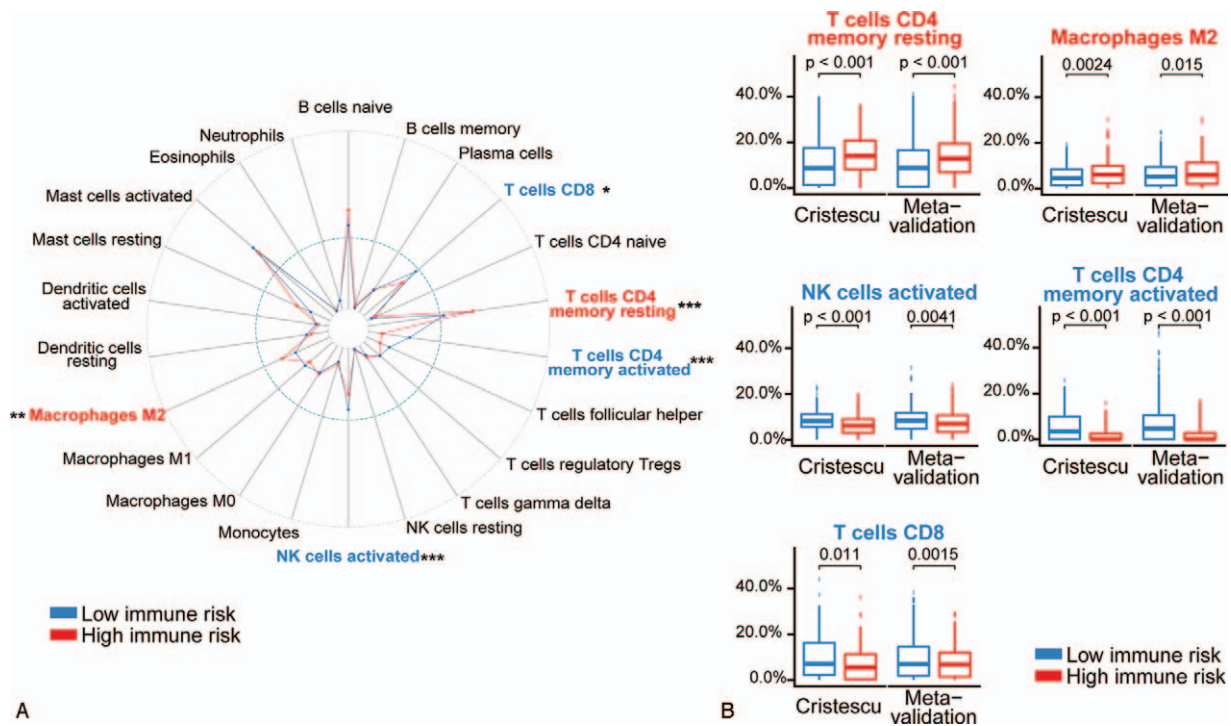 B cells naive
B cells memory
Plasma cells
T cells CD8 *
T cells CD4 naive
T cells CD4
memory resting ***
T cells CD4
memory activated ***
T cells follicular helper
T cells regulatory Tregs
T cells gamma delta
NK cells resting
NK cells activated***
Monocytes
Macrophages M0
Macrophages M1
** Macrophages M2
Dendritic cells
resting
Dendritic cells
activated
Mast cells resting
Mast cells activated
Eosinophils
Neutrophils
Low immune risk
High immune risk
A
T cells CD4
memory resting
p < 0.001 p < 0.001
40.0%
20.0%
0.0%
Cristescu Meta-
validation
Macrophages M2
0.0024 0.015
40.0%
20.0%
0.0%
Cristescu Meta-
validation
NK cells activated
p < 0.001 0.0041
40.0%
20.0%
0.0%
Cristescu Meta-
validation
T cells CD4
memory activated
p < 0.001 p < 0.001
40.0%
20.0%
0.0%
Cristescu Meta-
validation
T cells CD8
0.011 0.0015
40.0%
20.0%
0.0%
Cristescu Meta-
validation
Low immune risk
High immune risk
B